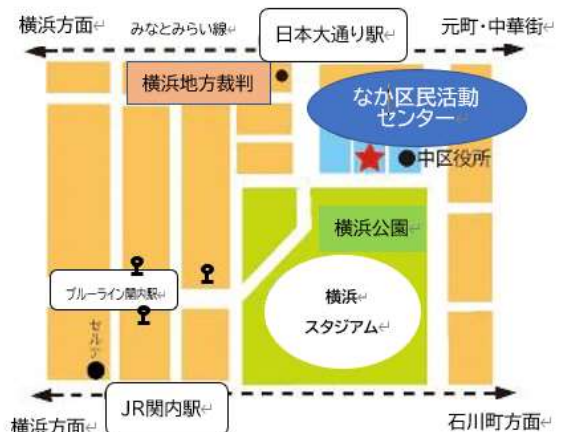 横浜方面
みなとみらい線
日本大通り駅
元町・中華街
横浜地方裁判
なか区民活動
センター
中区役所
横浜公園
ブルーライン関内駅
横浜
スタジアム
セルテ
JR関内駅
横浜方面
石川町方面